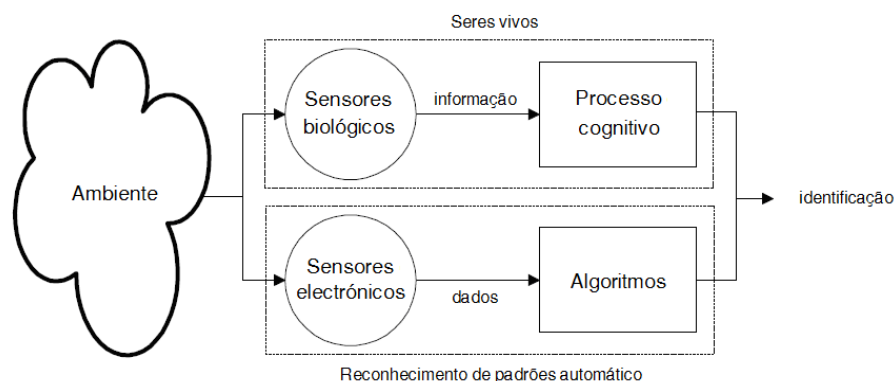 Seres vivos
Sensores
biológicos
informação
Processo
cognitivo
Ambiente
identificação
Sensores
electrónicos
dados
Algoritmos
Reconhecimento de padrões automático